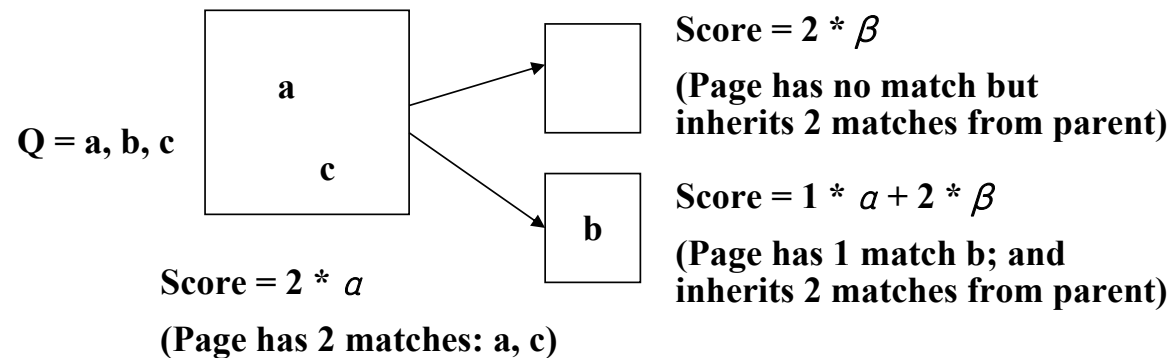 Q = a, b, c
a
c
Score = 2 * α
(Page has 2 matches: a, c)
Score = 2 * β
(Page has no match but
inherits 2 matches from parent)
b
Score = 1 * α + 2 * β
(Page has 1 match b; and
inherits 2 matches from parent)